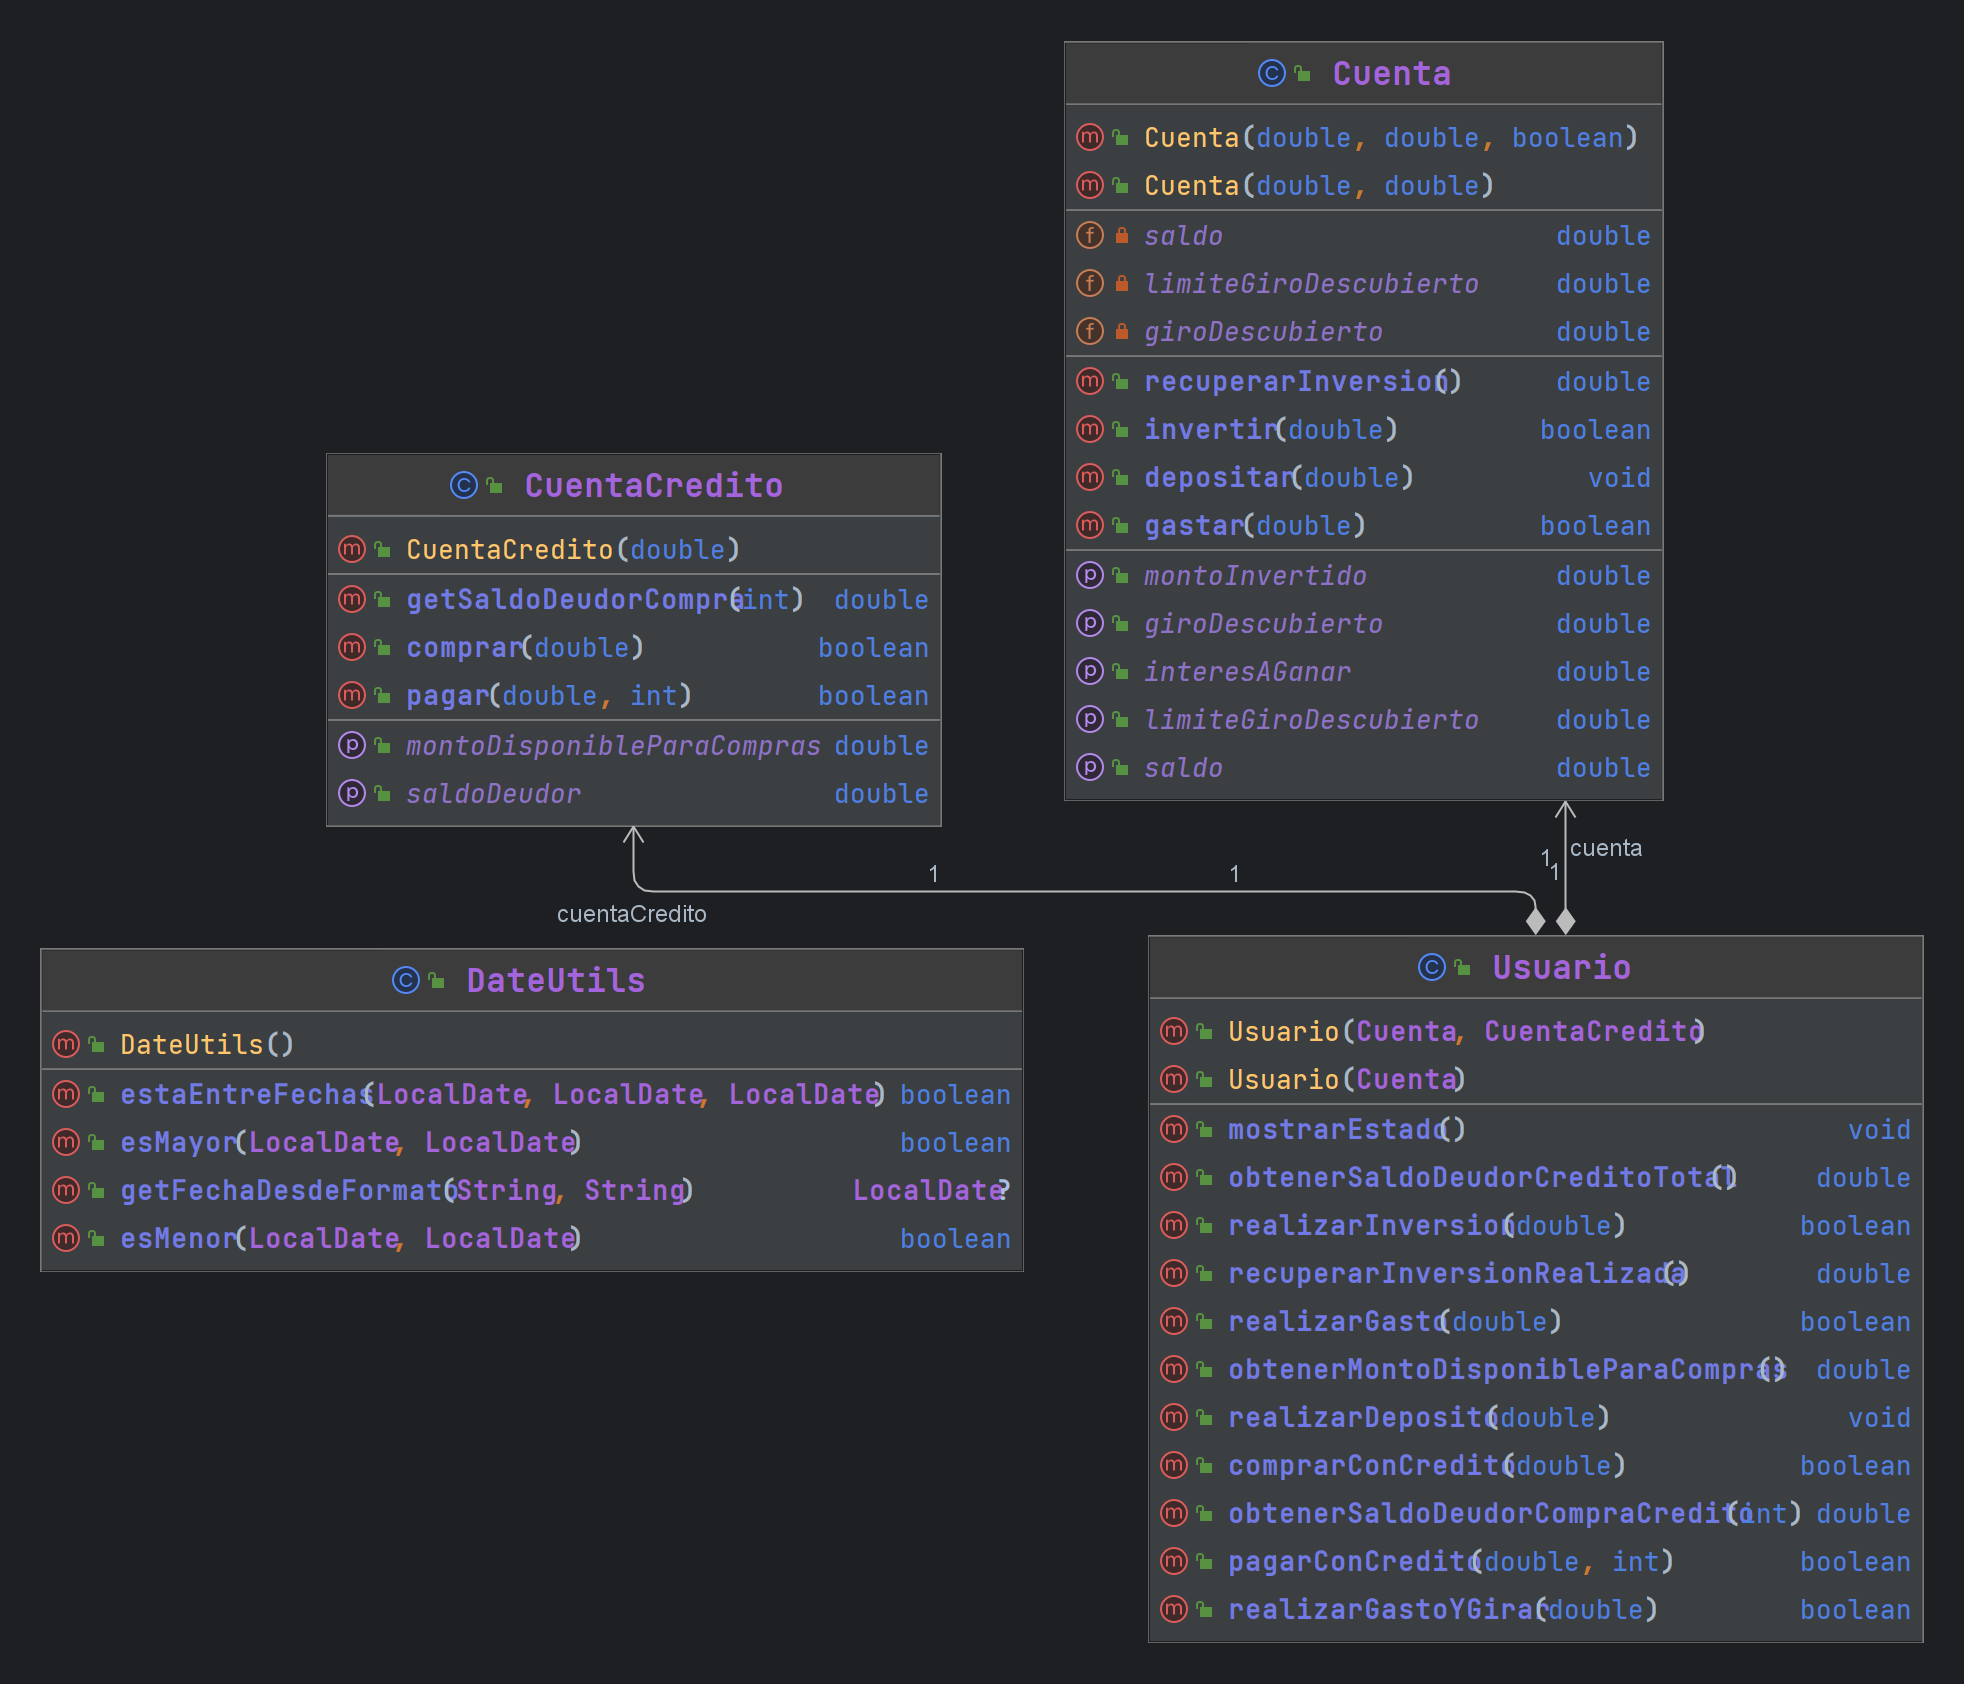 Cuenta
Cuenta(double, double, boolean)
Cuenta(double, double)
saldo double
limiteGiroDescubierto double
giroDescubierto double
recuperarInversion() double
invertir(double) boolean
depositar(double) void
gastar(double) boolean
montoInvertido double
giroDescubierto double
interesAGanar double
limiteGiroDescubierto double
saldo double
CuentaCredito
CuentaCredito(double)
getSaldoDeudorCompra(int) double
comprar(double) boolean
pagar(double, int) boolean
montoDisponibleParaCompras double
saldoDeudor double
cuenta
1
1
1
1
cuentaCredito
DateUtils
DateUtils()
estaEntreFechas(LocalDate, LocalDate, LocalDate) boolean
esMayor(LocalDate, LocalDate) boolean
getFechaDesdeFormato(String, String) LocalDate?
esMenor(LocalDate, LocalDate) boolean
Usuario
Usuario(Cuenta, CuentaCredito)
Usuario(Cuenta)
mostrarEstado() void
obtenerSaldoDeudorCreditoTotal() double
realizarInversion(double) boolean
recuperarInversionRealizada() double
realizarGasto(double) boolean
obtenerMontoDisponibleParaCompras() double
realizarDeposito(double) void
comprarConCredito(double) boolean
obtenerSaldoDeudorCompraCredito(int) double
pagarConCredito(double, int) boolean
realizarGastoYGirar(double) boolean